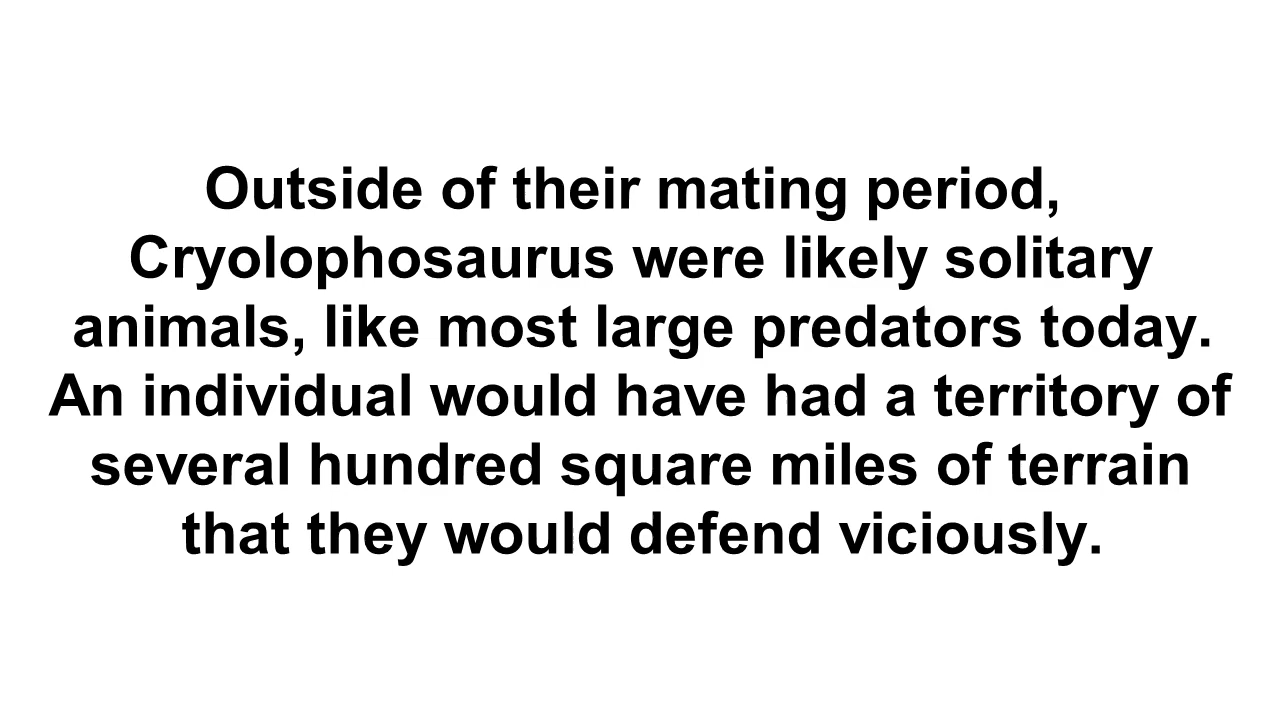 Outside of their mating period,
Cryolophosaurus were likely solitary
animals, like most large predators today.
An individual would have had a territory of
several hundred square miles of terrain
that they would defend viciously.